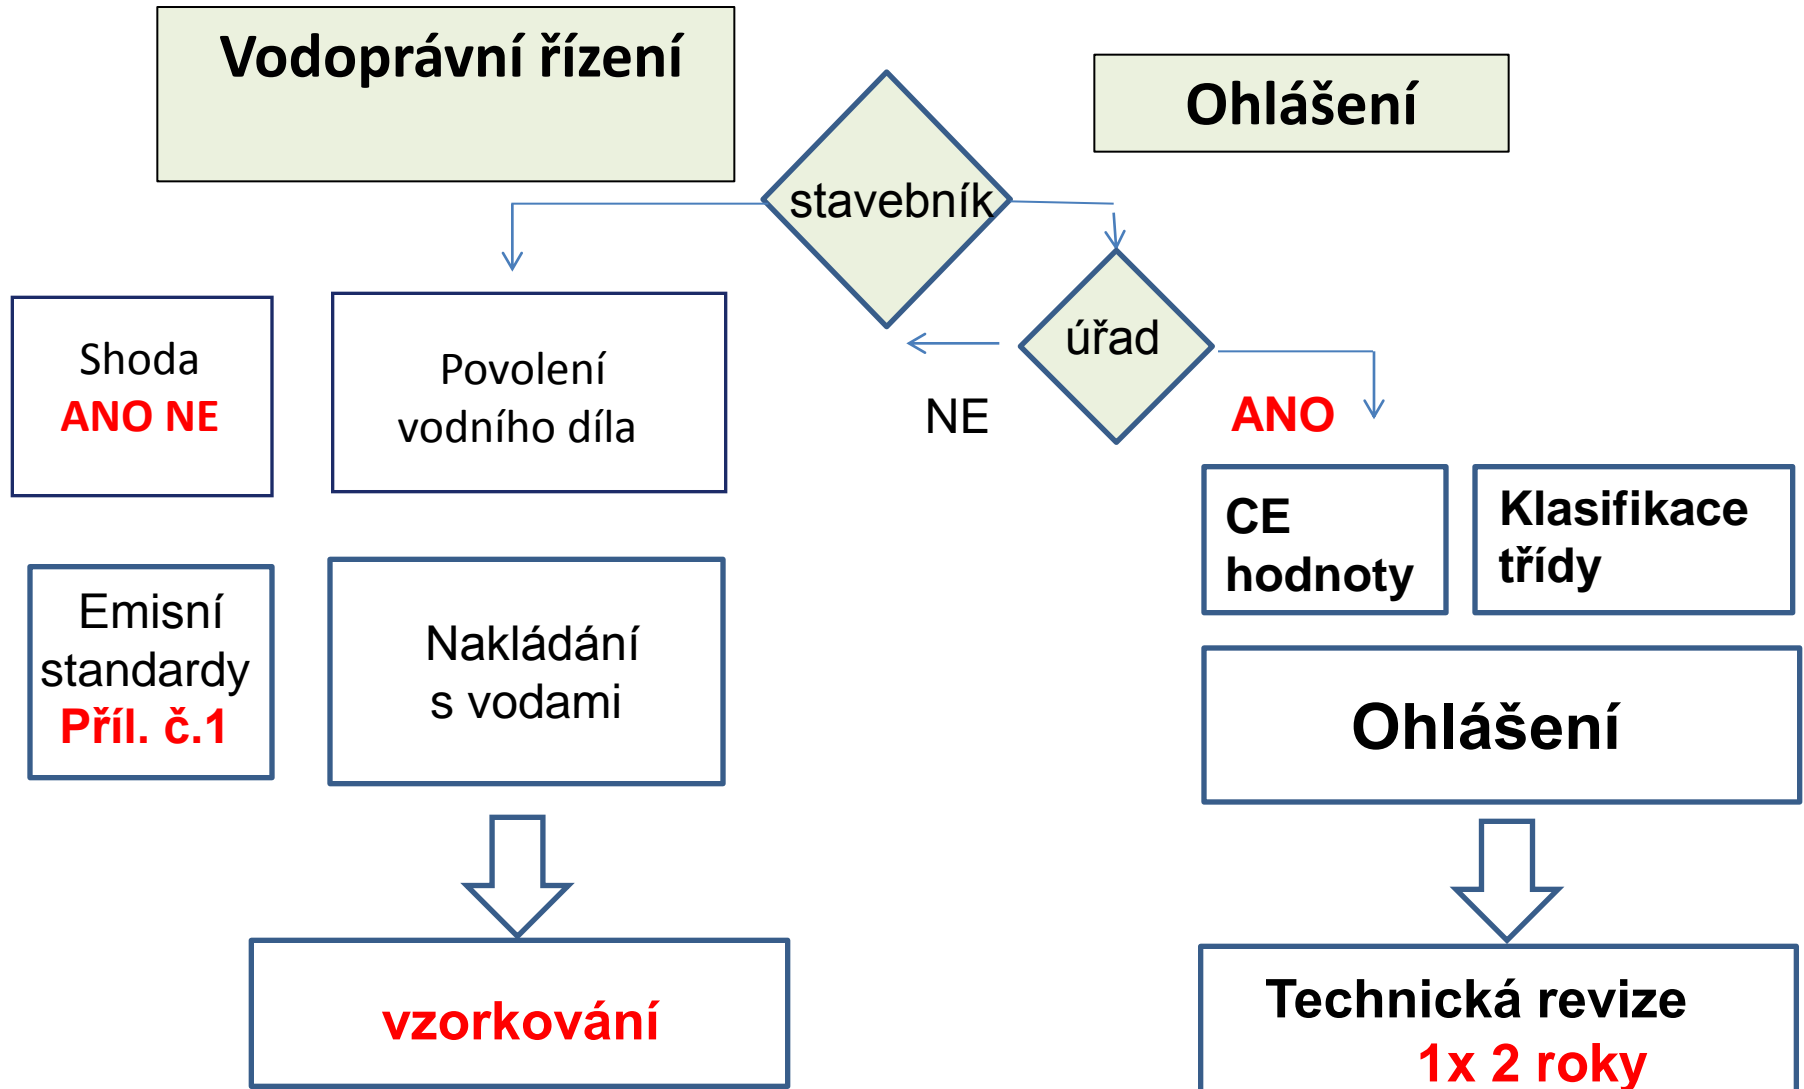 Vodoprávní řízení
Ohlášení
stavebník
úřad
NE
ANO
Shoda
ANO NE
Povolení
vodního díla
CE
hodnoty
Klasifikace
třídy
Emisní
standardy
Příl. č.1
Nakládání
s vodami
Ohlášení
vzorkování
Technická revize
1x 2 roky